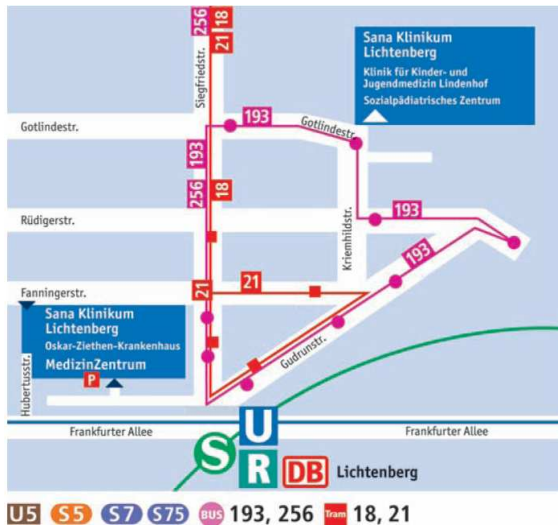 256
21 18
Siegfriedstr.
Sana Klinikum
Lichtenberg
Klinik für Kinder- und
Jugendmedizin Lindenhof
Sozialpädiatrisches Zentrum
Gotlindestr.
193
Gotlindestr.
193
256
18
Rüdigerstr.
193
Kriemhildstr.
193
Fanningerstr.
21
21
Sana Klinikum
Lichtenberg
Oskar-Ziethen-Krankenhaus
MedizinZentrum
P
Hubertusstr.
Gudrunstr.
Frankfurter Allee
Frankfurter Allee
U
S
R
DB
Lichtenberg
U5 S5 S7 S75 BUS 193, 256 Tram 18, 21